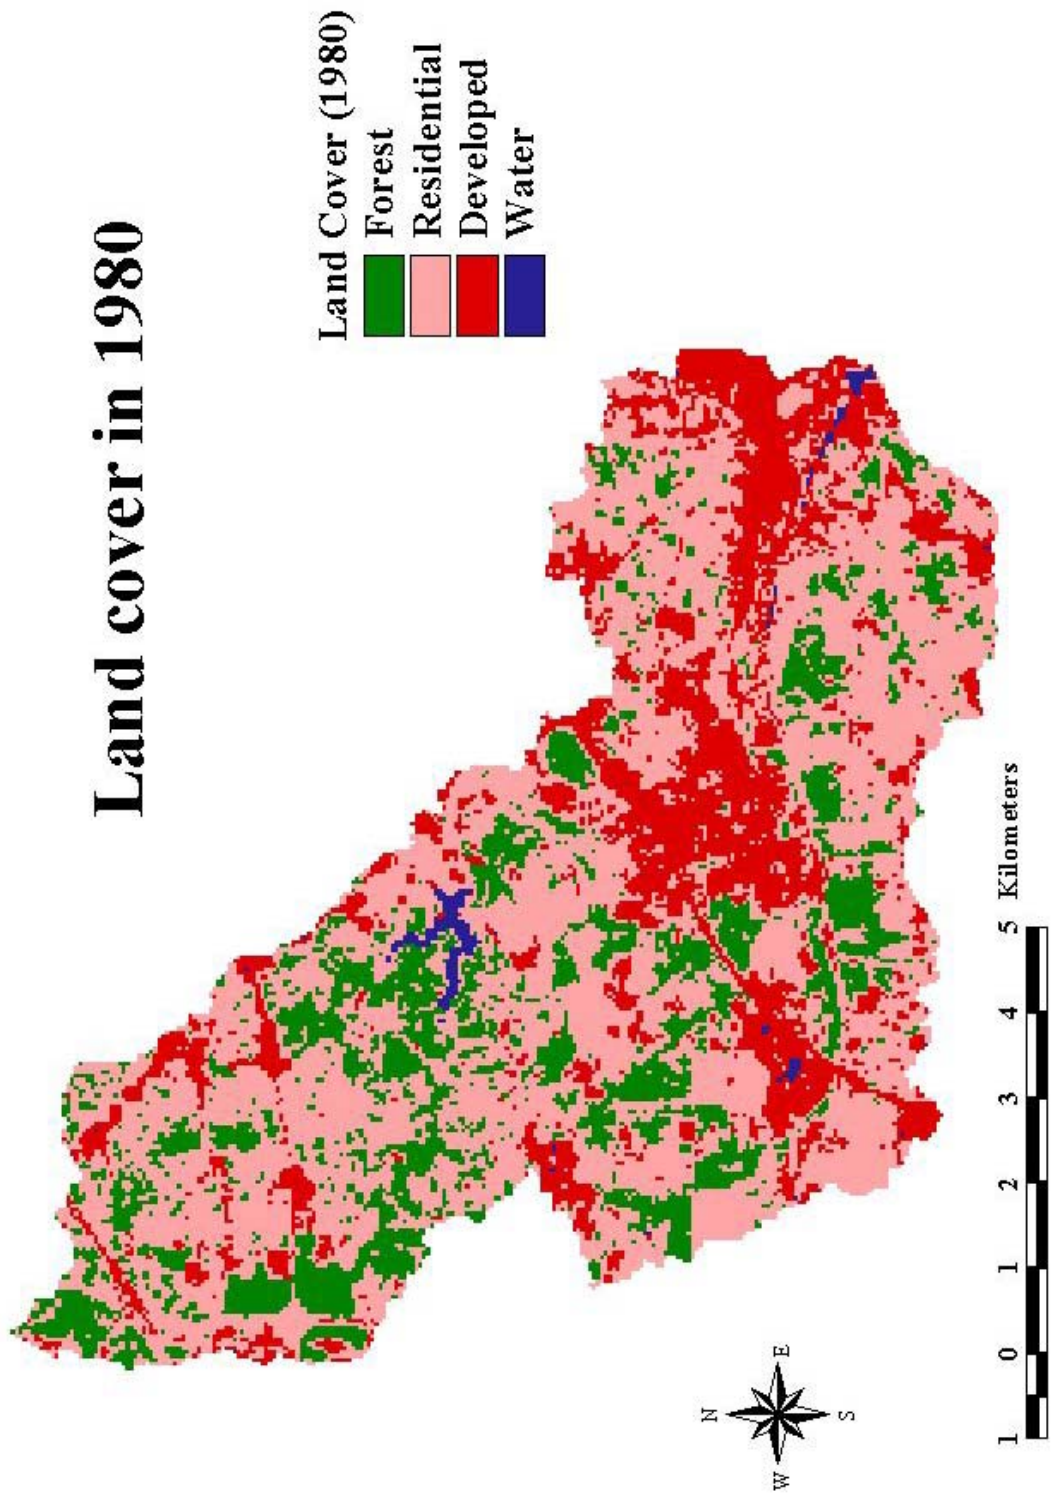 Land cover in 1980
Land Cover (1980)
Forest
Residential
Developed
Water
N
W
E
S
1 0 1 2 3 4 5 Kilometers